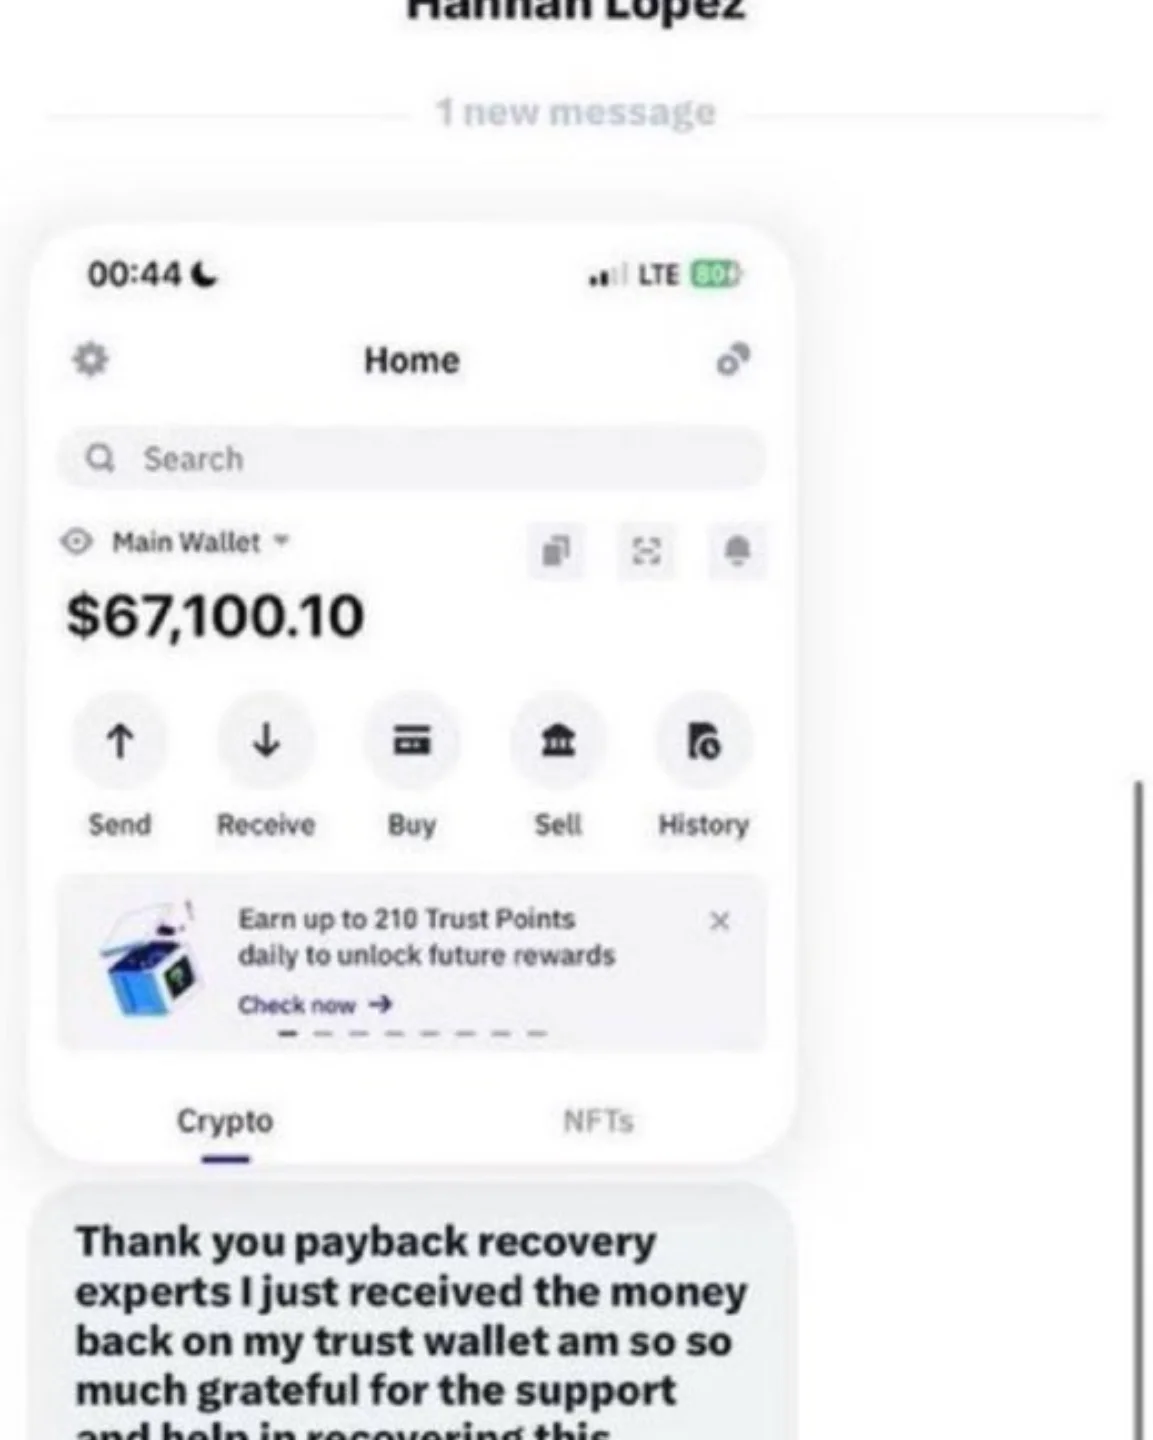 Hannan Lopez
1 new message
00:44
LTE 80
Home
Search
Main Wallet
$67,100.10
Send Receive Buy Sell History
Earn up to 210 Trust Points
daily to unlock future rewards
Check now →
Crypto NFTs
Thank you payback recovery
experts I just received the money
back on my trust wallet am so so
much grateful for the support
and help in recovering this